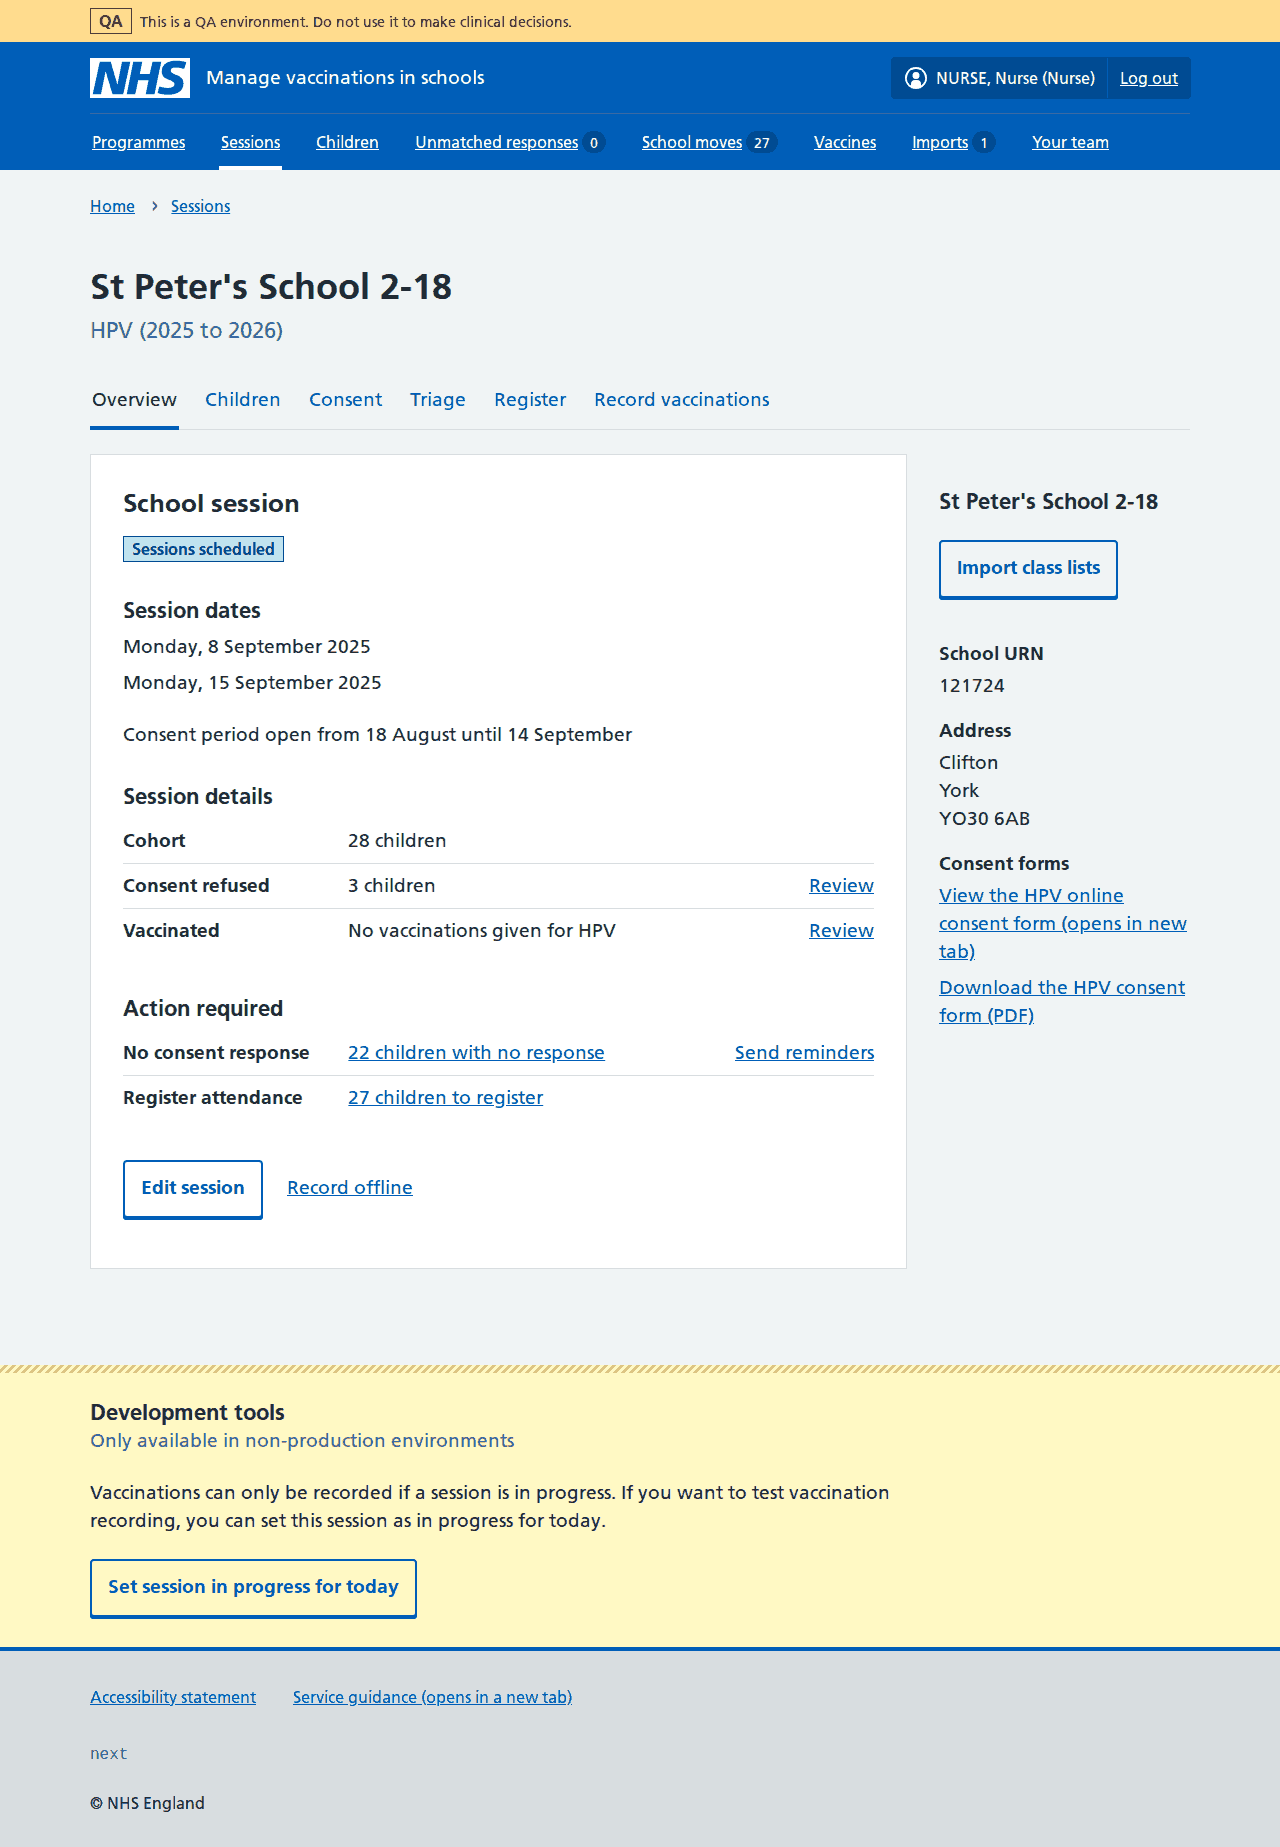 QA This is a QA environment. Do not use it to make clinical decisions.
NHS Manage vaccinations in schools NURSE, Nurse (Nurse) Log out
Programmes Sessions Children Unmatched responses 0 School moves 27 Vaccines Imports 1 Your team
Home › Sessions
St Peter's School 2-18
HPV (2025 to 2026)
Overview Children Consent Triage Register Record vaccinations
School session
Sessions scheduled
Session dates
Monday, 8 September 2025
Monday, 15 September 2025
Consent period open from 18 August until 14 September
Session details
Cohort 28 children
Consent refused 3 children Review
Vaccinated No vaccinations given for HPV Review
Action required
No consent response 22 children with no response Send reminders
Register attendance 27 children to register
Edit session Record offline
St Peter's School 2-18
Import class lists
School URN
121724
Address
Clifton
York
YO30 6AB
Consent forms
View the HPV online
consent form (opens in new
tab)
Download the HPV consent
form (PDF)
Development tools
Only available in non-production environments
Vaccinations can only be recorded if a session is in progress. If you want to test vaccination
recording, you can set this session as in progress for today.
Set session in progress for today
Accessibility statement Service guidance (opens in a new tab)
next
© NHS England